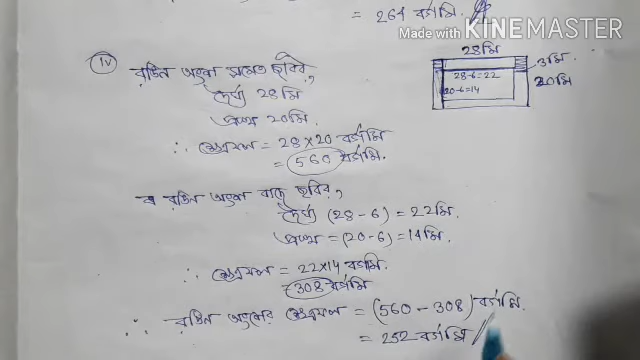 = 264 বর্গমি.
Made with KINEMASTER
iv
রঙিন অংশ সমেত ছবির,
দৈর্ঘ্য 28মি
প্রস্থ 20মি.
∴ ক্ষেত্রফল = 28×20 বর্গমি
= 560 বর্গমি.
রঙিন অংশ বাদে ছবির,
দৈর্ঘ্য (28-6) = 22মি.
প্রস্থ = (20-6) = 14মি.
∴ ক্ষেত্রফল = 22×14 বর্গমি
= 308 বর্গমি
∴ রঙিন অংশের ক্ষেত্রফল = (560-308) বর্গমি.
= 252 বর্গমি
28মি
3মি.
28-6=22
20-6=14
20মি